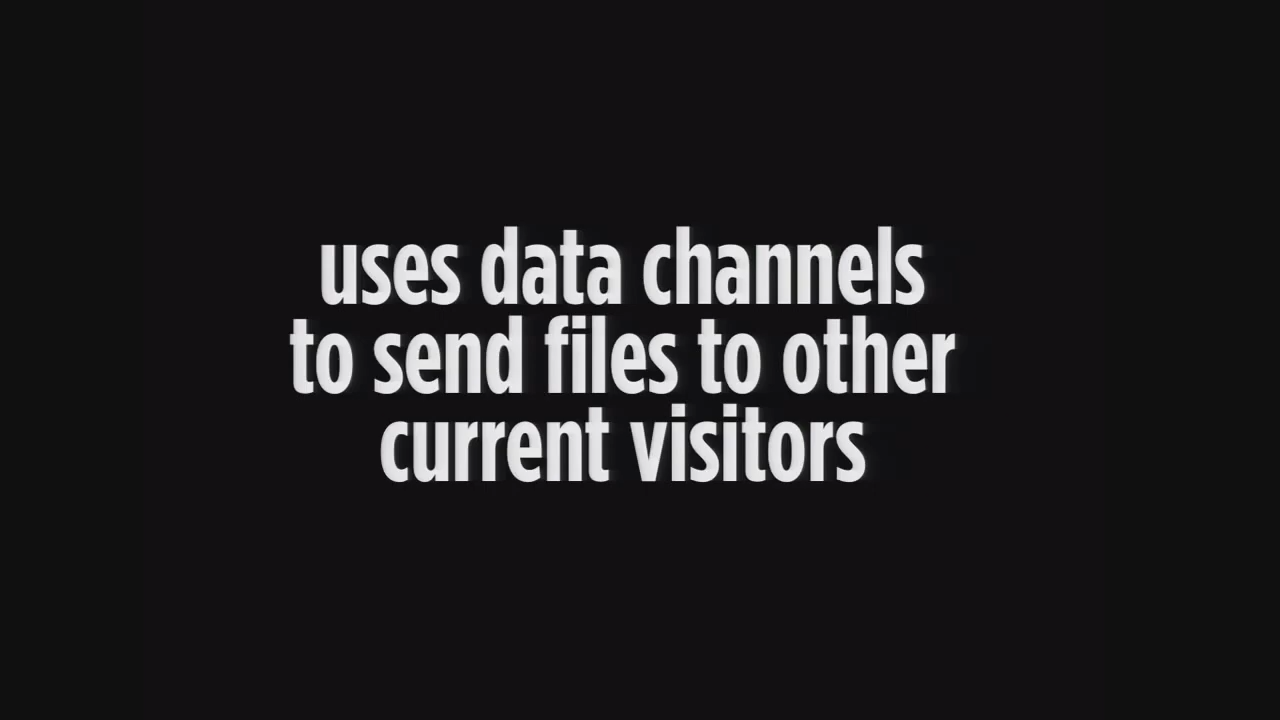 uses data channels
to send files to other
current visitors